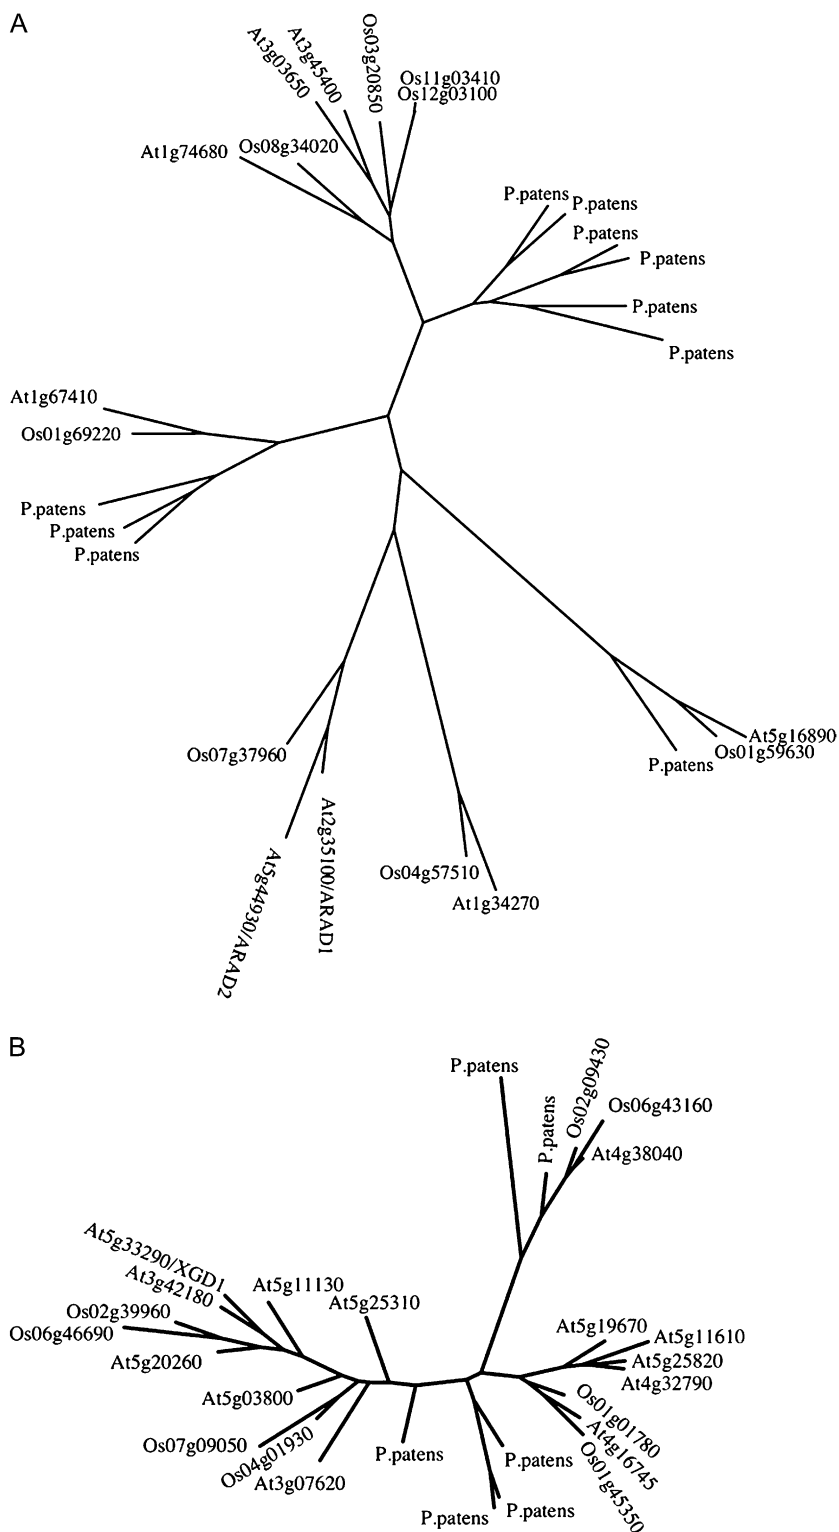 A
At3g03650
At3g45400
Os03g20850
Os11g03410
Os12g03100
At1g74680
Os08g34020
P.patens
P.patens
P.patens
P.patens
P.patens
P.patens
At1g67410
Os01g69220
P.patens
P.patens
P.patens
Os07g37960
At5g44930/ARAD2
At2g35100/ARAD1
Os04g57510
At1g34270
At5g16890
Os01g59630
P.patens
B
P.patens
P.patens
Os02g09430
Os06g43160
At4g38040
At5g33290/XGD1
At3g42180
At5g11130
At5g25310
Os02g39960
Os06g46690
At5g20260
At5g03800
Os07g09050
Os04g01930
At3g07620
P.patens
P.patens
P.patens
P.patens
At5g19670
At5g11610
At5g25820
At4g32790
Os01g01780
At4g16745
Os01g45350